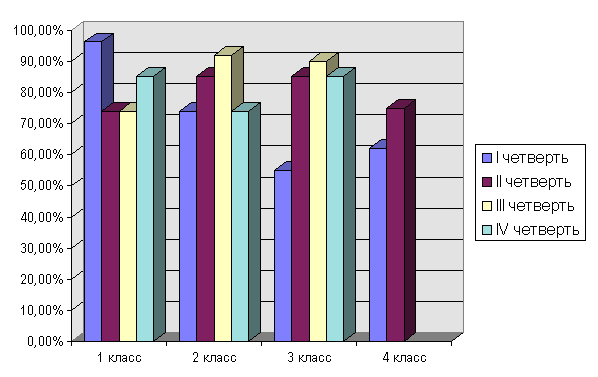 100,00%
90,00%
80,00%
70,00%
60,00%
50,00%
40,00%
30,00%
20,00%
10,00%
0,00%
1 класс
2 класс
3 класс
4 класс
I четверть
II четверть
III четверть
IV четверть